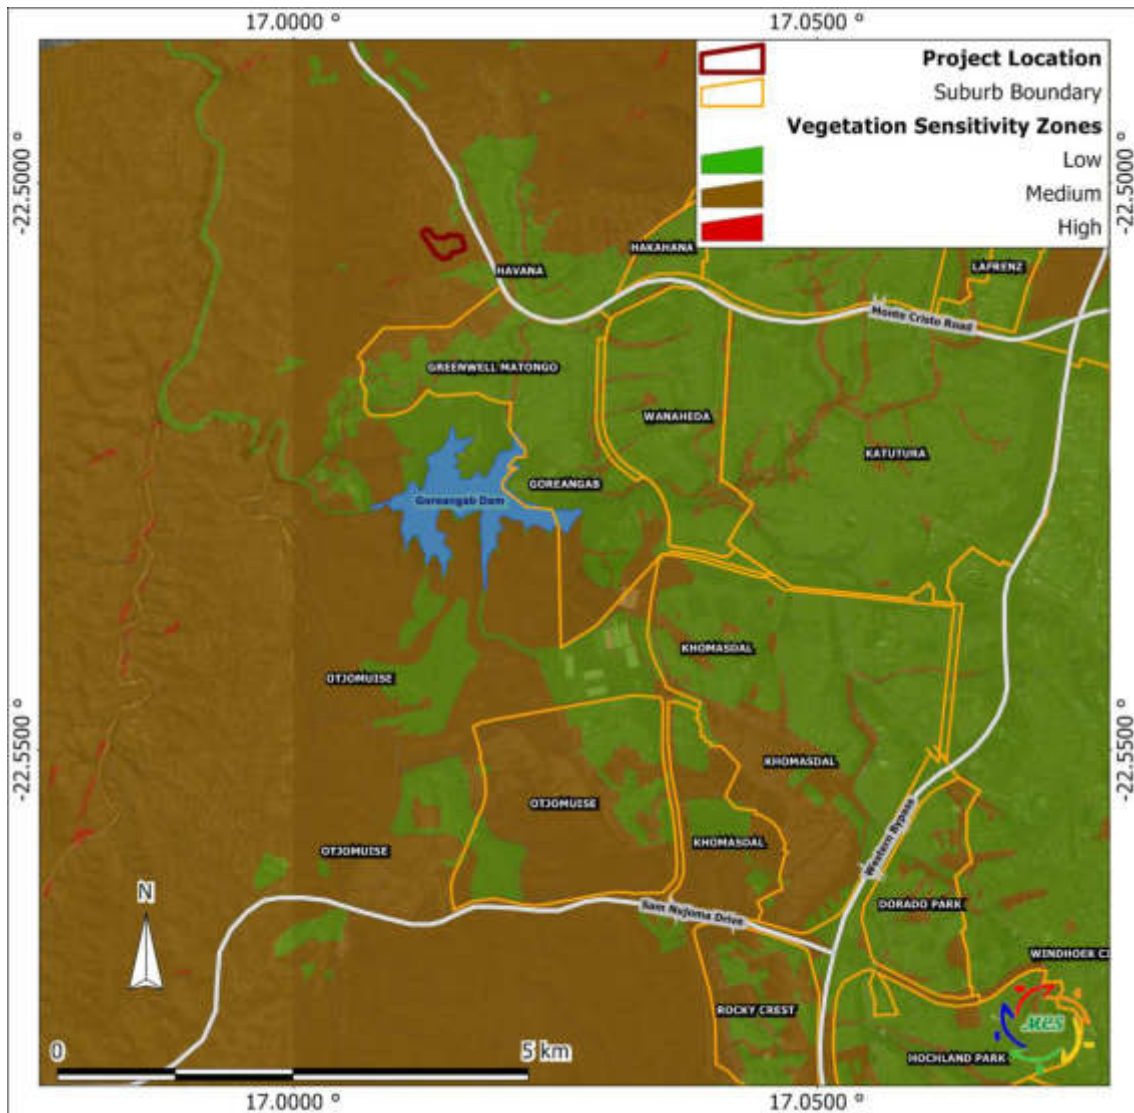 17.0000 °
17.0500 °
Project Location
Suburb Boundary
Vegetation Sensitivity Zones
Low
Medium
High
-22.5000 °
-22.5000 °
HAKAHANA
LAFRENZ
HAVANA
Monte Cristo Road
GREENWELL MATONGO
WANAHEDA
KATUTURA
GOREANGAB
Goreangab Dam
KHOMASDAL
OTJOMUISE
-22.5500 °
-22.5500 °
KHOMASDAL
OTJOMUISE
KHOMASDAL
OTJOMUISE
Western Bypass
N
Sam Nujoma Drive
DORADO PARK
WINDHOEK CE
ROCKY CREST
MCS
HOCHLAND PARK
0
5 km
17.0000 °
17.0500 °